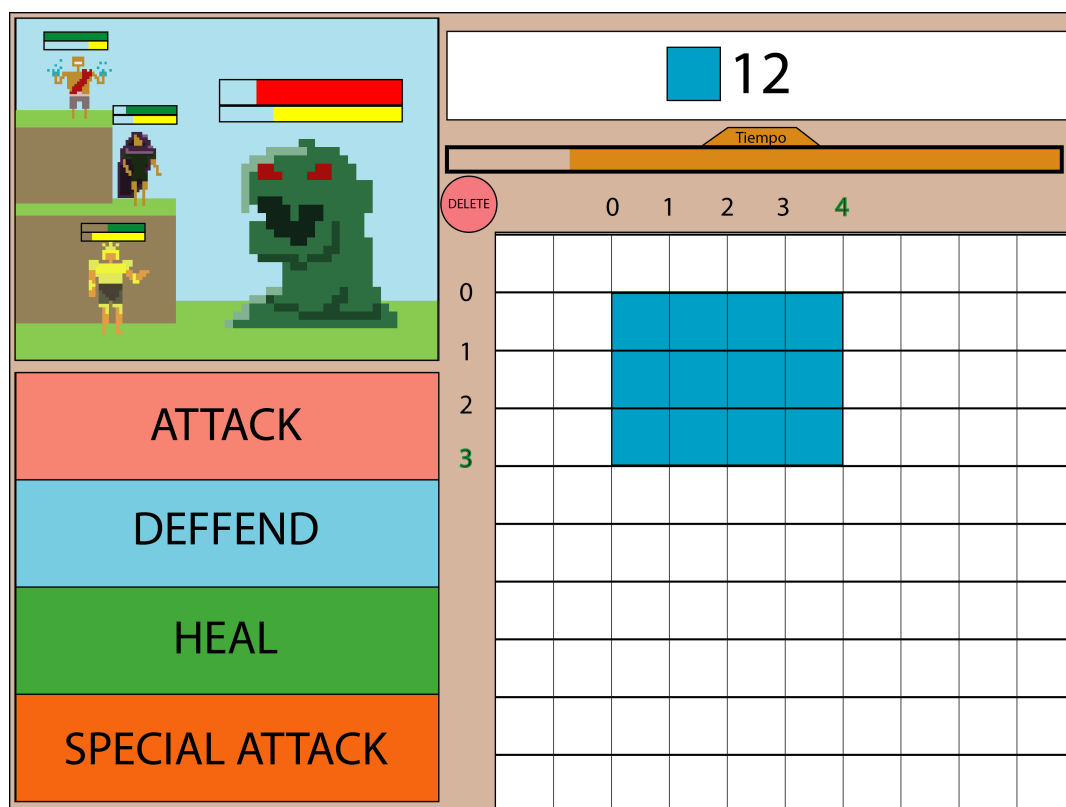 12
Tiempo
DELETE
0 1 2 3 4
0
1
2
3
ATTACK
DEFFEND
HEAL
SPECIAL ATTACK